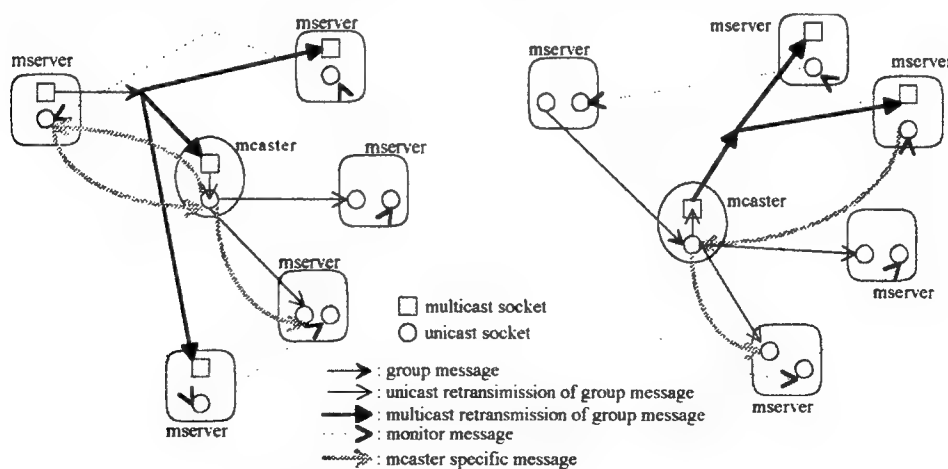 mserver
mserver
mserver
mserver
mserver
mcaster
mserver
mcaster
mserver
mserver
mserver
mserver
multicast socket
unicast socket
: group message
: unicast retransimission of group message
: multicast retransmission of group message
: monitor message
: mcaster specific message